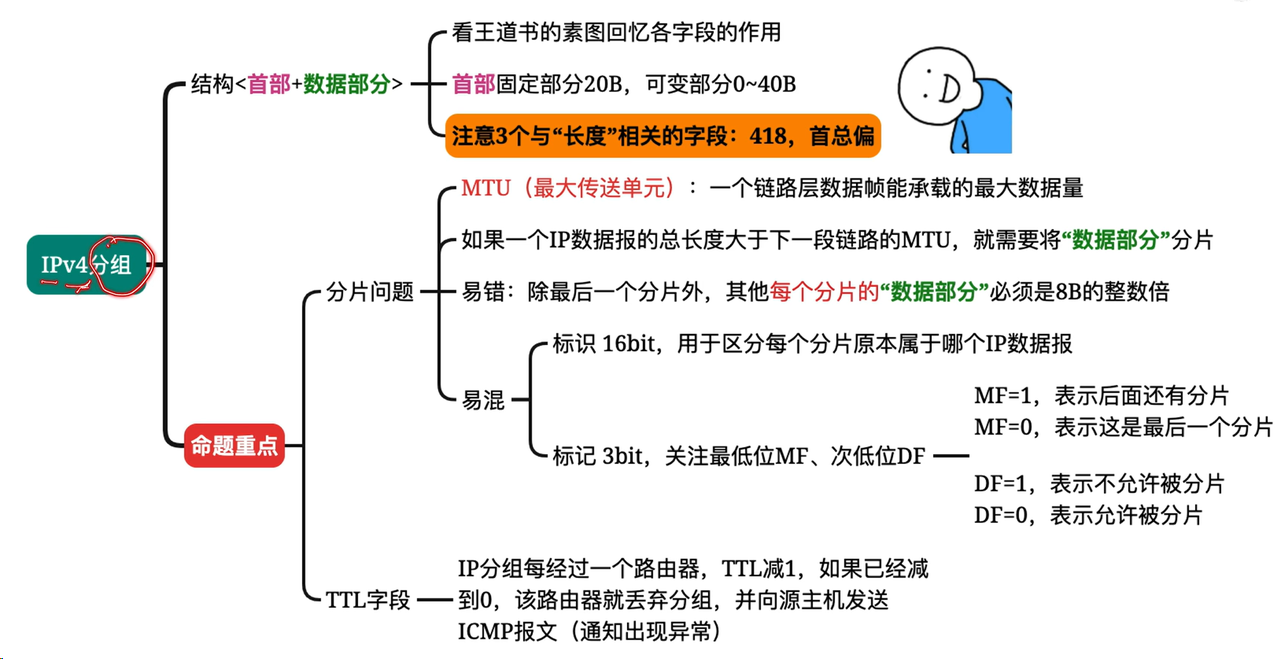 IPv4分组
结构<首部+数据部分>
看王道书的素图回忆各字段的作用
首部固定部分20B，可变部分0~40B
注意3个与“长度”相关的字段：418，首总偏
命题重点
分片问题
MTU（最大传送单元）：一个链路层数据帧能承载的最大数据量
如果一个IP数据报的总长度大于下一段链路的MTU，就需要将“数据部分”分片
易错：除最后一个分片外，其他每个分片的“数据部分”必须是8B的整数倍
易混
标识 16bit，用于区分每个分片原本属于哪个IP数据报
标记 3bit，关注最低位MF、次低位DF
MF=1，表示后面还有分片
MF=0，表示这是最后一个分片
DF=1，表示不允许被分片
DF=0，表示允许被分片
TTL字段
IP分组每经过一个路由器，TTL减1，如果已经减
到0，该路由器就丢弃分组，并向源主机发送
ICMP报文（通知出现异常）